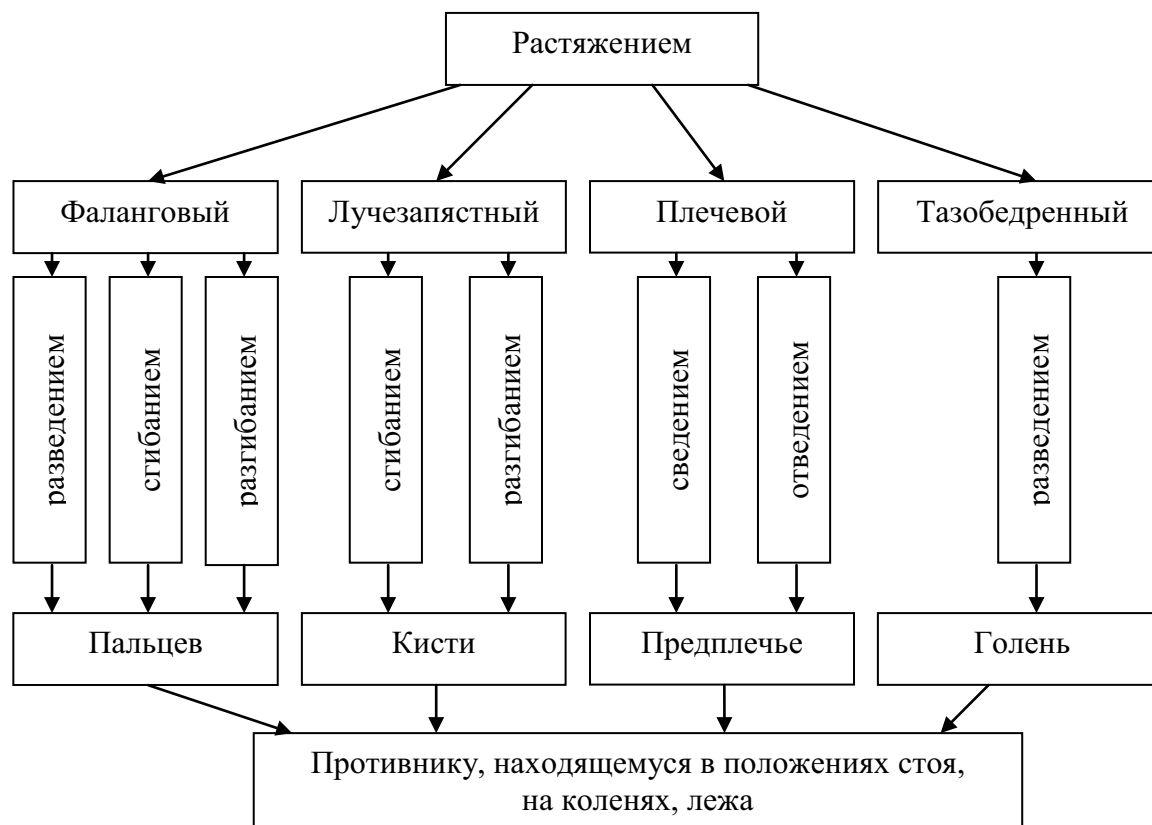 Растяжением
Фаланговый
Лучезапястный
Плечевой
Тазобедренный
разведением
сгибанием
разгибанием
сгибанием
разгибанием
сведением
отведением
разведением
Пальцев
Кисти
Предплечье
Голень
Противнику, находящемуся в положениях стоя,
на коленях, лежа